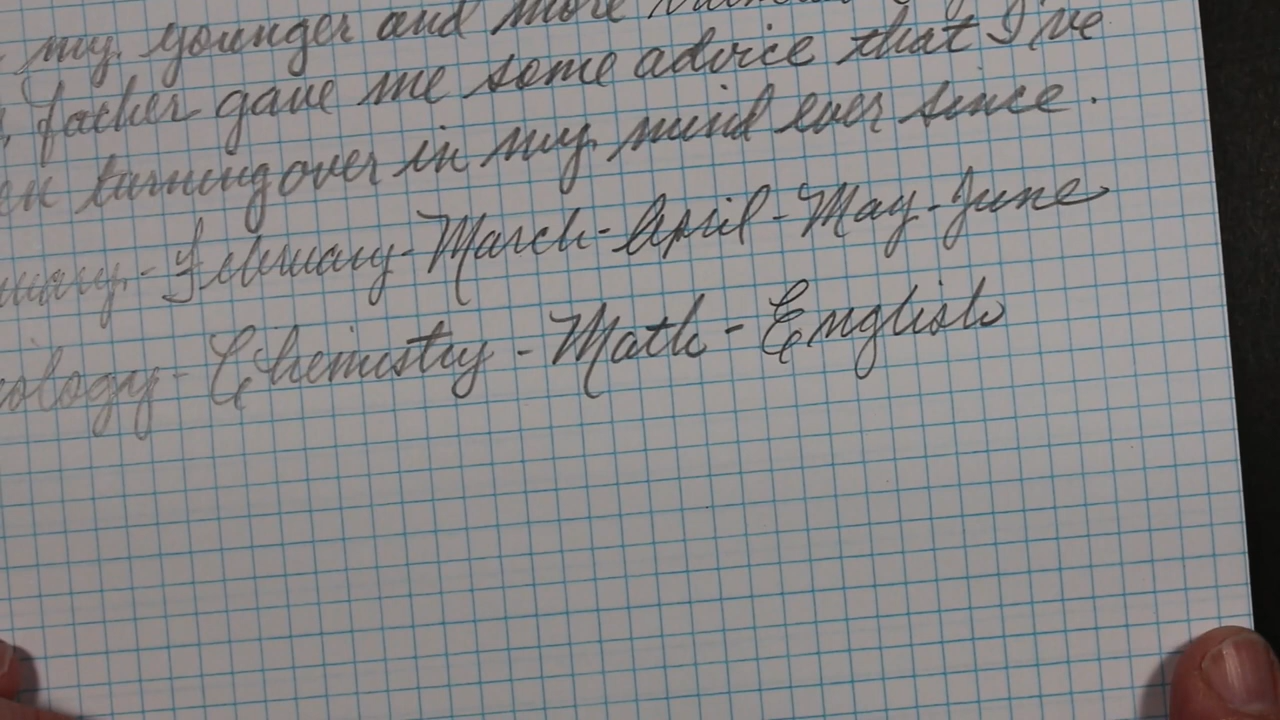 my younger and more
father gave me some advice that I've
turning over in my mind ever since.
- February - March - April - May - June
- Chemistry - Math - English